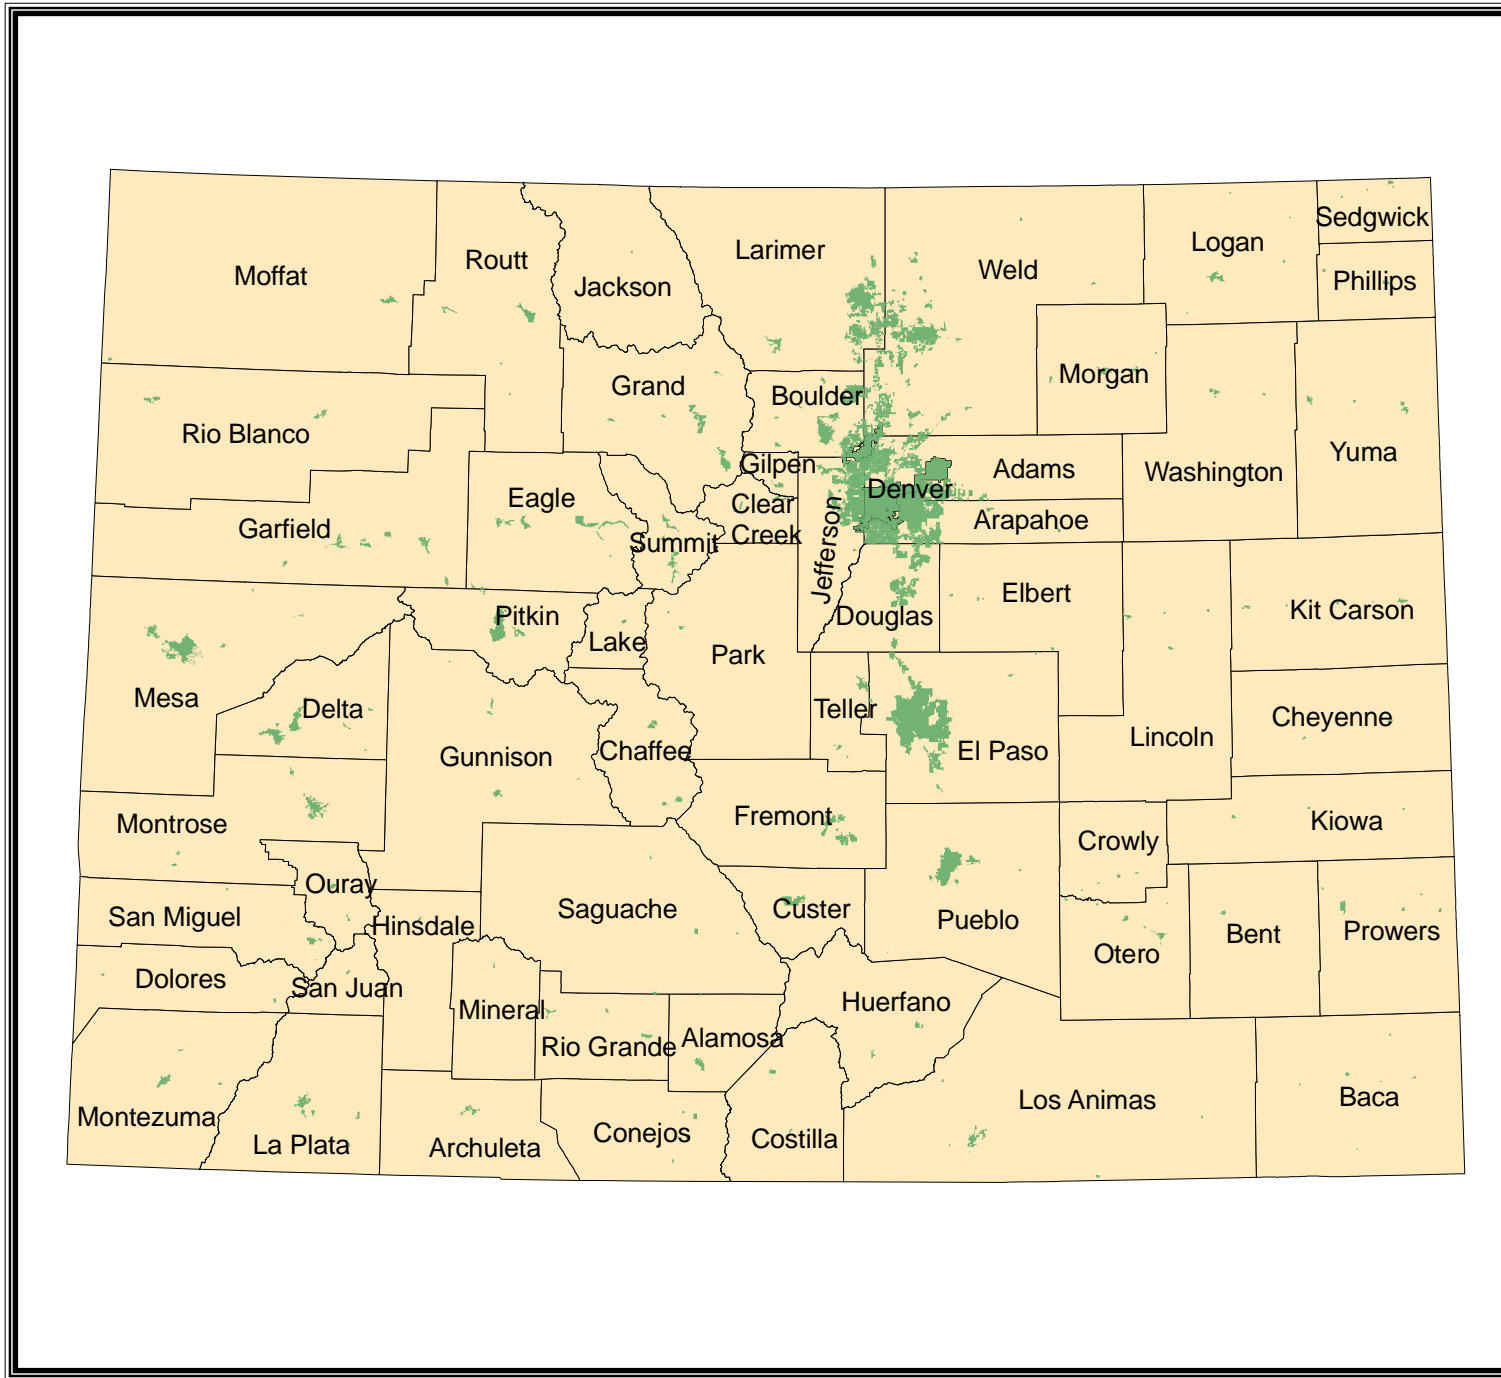 Sedgwick
Logan
Larimer
Routt
Weld
Moffat
Jackson
Phillips
Morgan
Grand
Boulder
Rio Blanco
Yuma
Gilpen
Adams
Washington
Denver
Eagle
Clear
Creek
Arapahoe
Garfield
Summit
Jefferson
Elbert
Kit Carson
Pitkin
Douglas
Lake
Park
Mesa
Delta
Teller
Cheyenne
Lincoln
Chaffee
El Paso
Gunnison
Fremont
Kiowa
Montrose
Crowly
Ouray
Saguache
Custer
San Miguel
Pueblo
Hinsdale
Bent
Prowers
Otero
Dolores
San Juan
Huerfano
Mineral
Alamosa
Rio Grande
Baca
Los Animas
Montezuma
Conejos
Costilla
La Plata
Archuleta